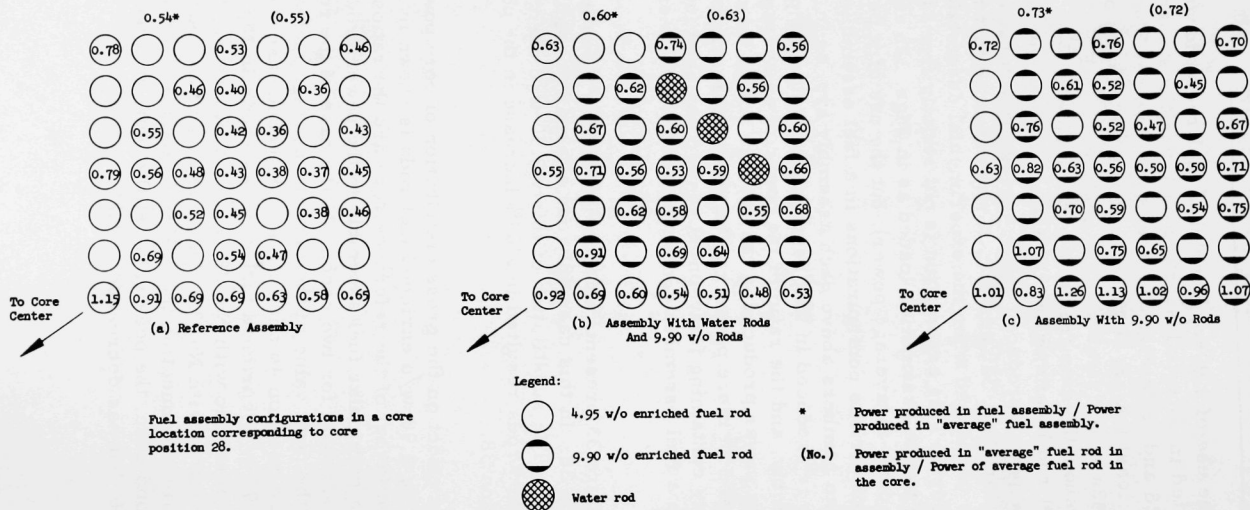 0.54* (0.55)
0.78 0.53 0.46
0.46 0.40 0.36
0.55 0.42 0.36 0.43
0.79 0.56 0.48 0.43 0.38 0.37 0.45
0.52 0.45 0.38 0.46
0.69 0.54 0.47
1.15 0.91 0.69 0.69 0.63 0.58 0.65
To Core
Center
(a) Reference Assembly
0.60* (0.63)
0.63 0.74 0.56
0.62 0.56
0.67 0.60 0.60
0.55 0.71 0.56 0.53 0.59 0.66
0.62 0.58 0.55 0.68
0.91 0.69 0.64
0.92 0.69 0.60 0.54 0.51 0.48 0.53
To Core
Center
(b) Assembly With Water Rods
And 9.90 w/o Rods
0.73* (0.72)
0.72 0.76 0.70
0.61 0.52 0.45
0.76 0.52 0.47 0.67
0.63 0.82 0.63 0.56 0.50 0.50 0.71
0.70 0.59 0.54 0.75
1.07 0.75 0.65
1.01 0.83 1.26 1.13 1.02 0.96 1.07
To Core
Center
(c) Assembly With 9.90 w/o Rods
Fuel assembly configurations in a core
location corresponding to core
position 28.
Legend:
4.95 w/o enriched fuel rod
9.90 w/o enriched fuel rod
Water rod
* Power produced in fuel assembly / Power
produced in "average" fuel assembly.
(No.) Power produced in "average" fuel rod in
assembly / Power of average fuel rod in
the core.